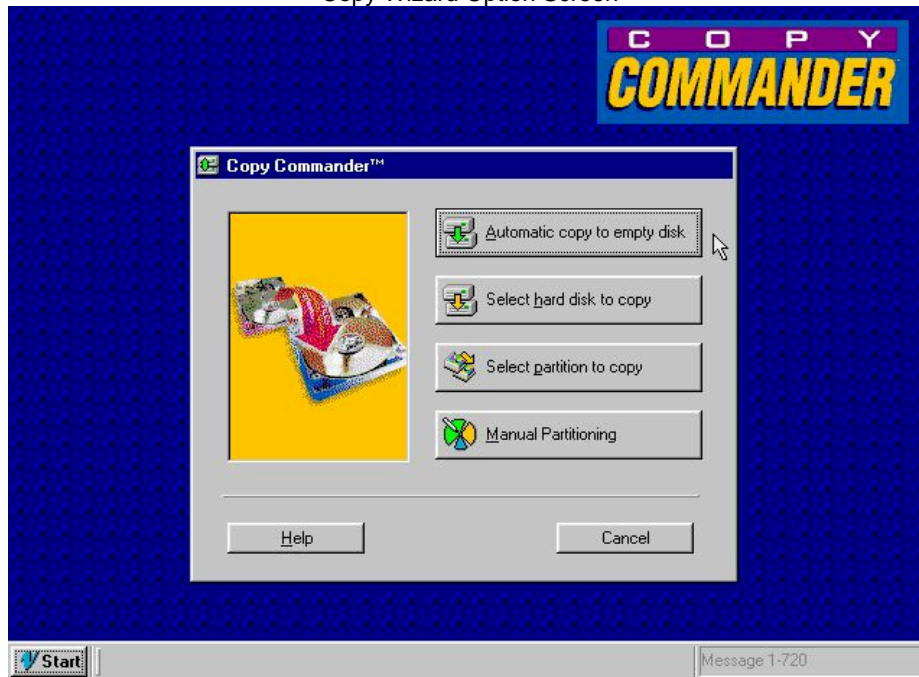 Copy Wizard Option Screen
COPY
COMMANDER
Copy Commander™
Automatic copy to empty disk
Select hard disk to copy
Select partition to copy
Manual Partitioning
Help
Cancel
Start
Message 1-720